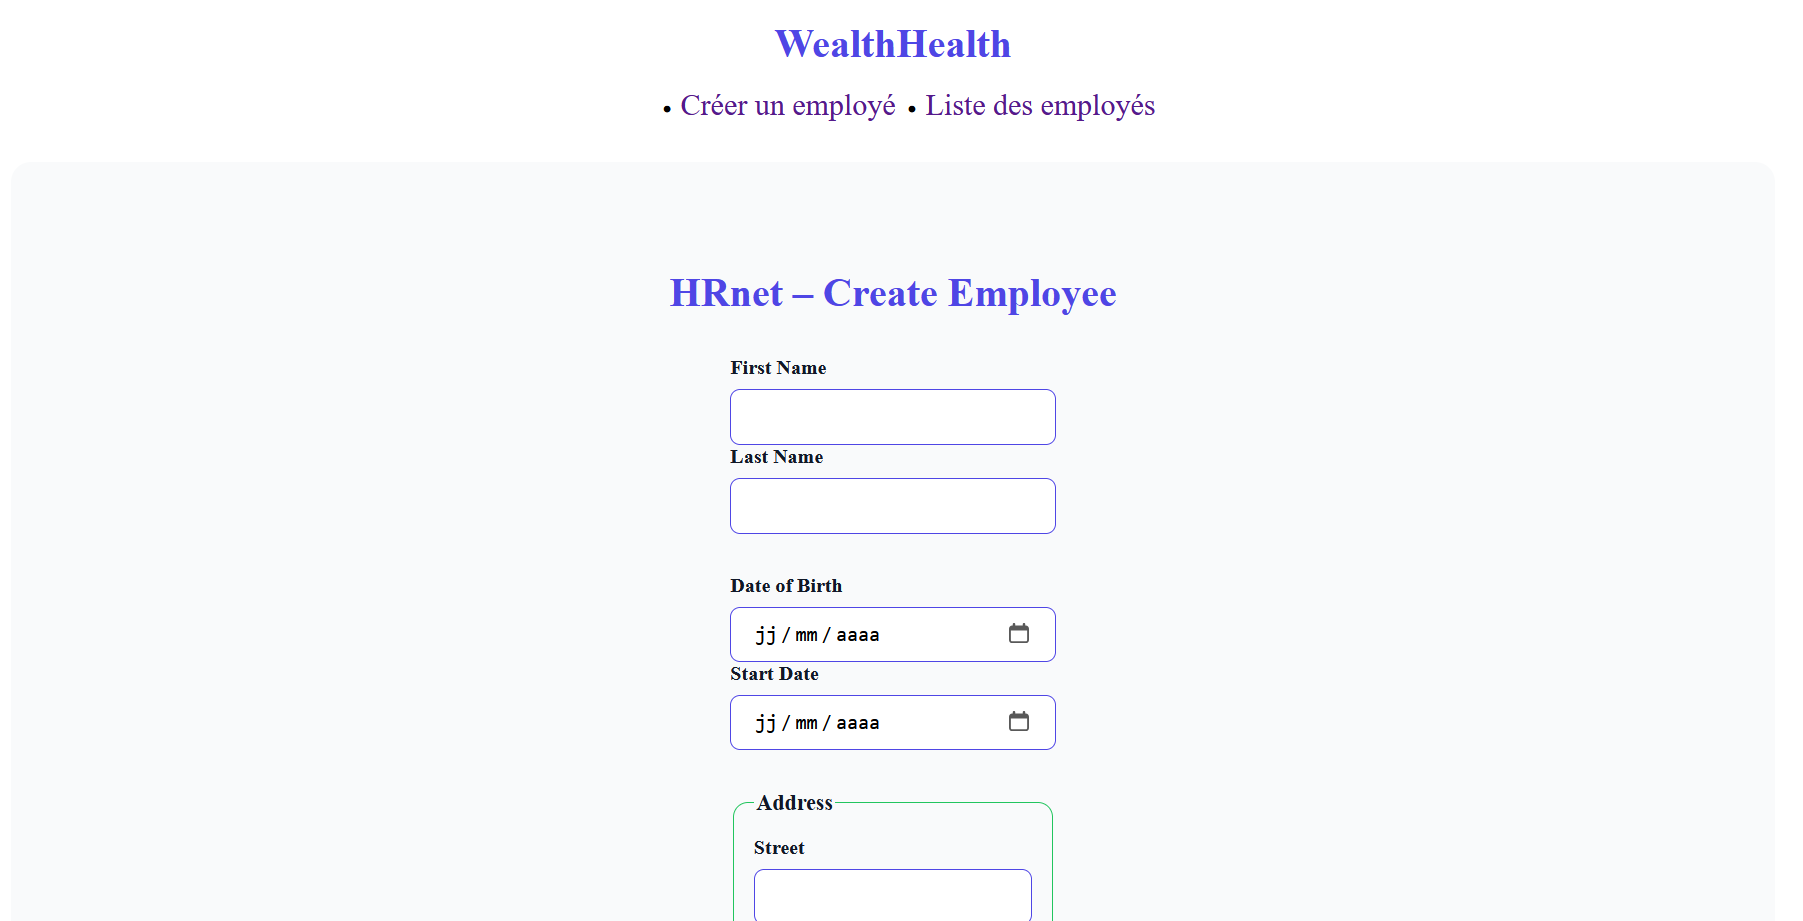 WealthHealth
• Créer un employé • Liste des employés
HRnet – Create Employee
First Name
Last Name
Date of Birth
jj/mm/aaaa
Start Date
jj/mm/aaaa
Address
Street